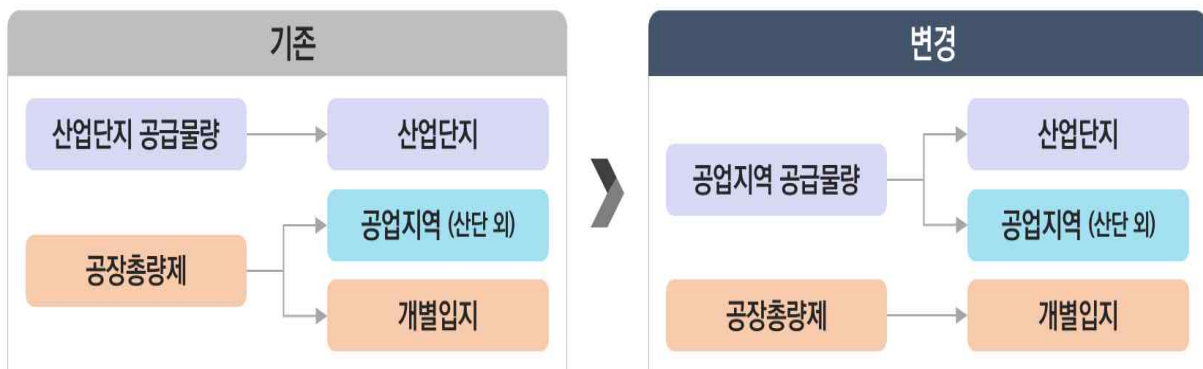 기존
산업단지 공급물량
산업단지
공업지역 (산단 외)
공장총량제
개별입지
변경
산업단지
공업지역 공급물량
공업지역 (산단 외)
공장총량제
개별입지